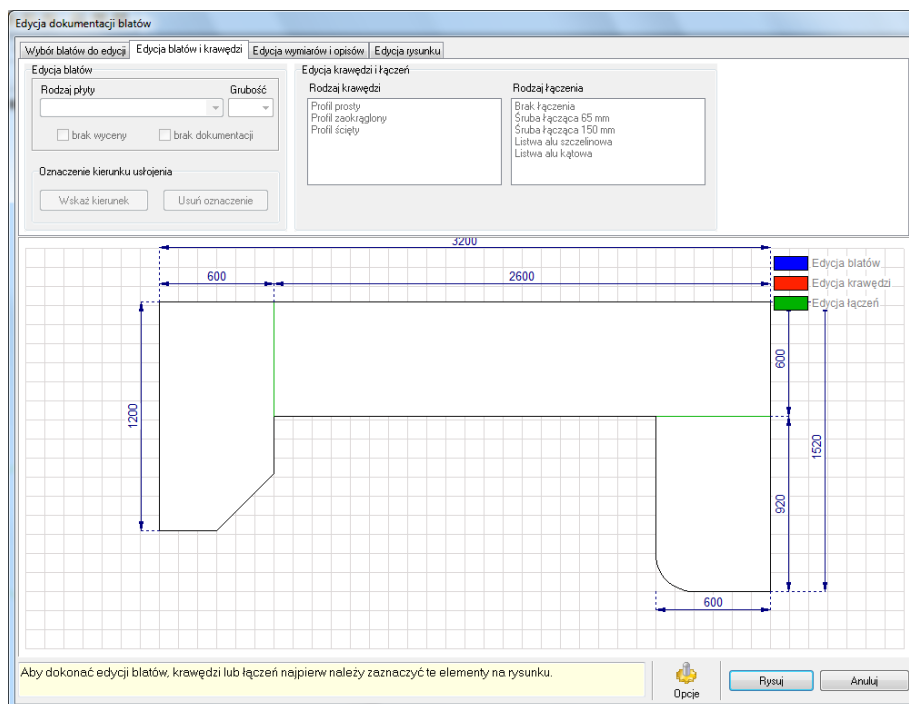 Edycja dokumentacji blatów
Wybór blatów do edycji Edycja blatów i krawędzi Edycja wymiarów i opisów Edycja rysunku
Edycja blatów
Rodzaj płyty Grubość
brak wyceny brak dokumentacji
Oznaczenie kierunku usłojenia
Wskaż kierunek Usuń oznaczenie
Edycja krawędzi i łączeń
Rodzaj krawędzi
Profil prosty
Profil zaokrąglony
Profil ścięty
Rodzaj łączenia
Brak łączenia
Śruba łącząca 65 mm
Śruba łącząca 150 mm
Listwa alu szczelinowa
Listwa alu kątowa
3200
600 2600
Edycja blatów
Edycja krawędzi
Edycja łączeń
600
1200
1520
920
600
Aby dokonać edycji blatów, krawędzi lub łączeń najpierw należy zaznaczyć te elementy na rysunku.
Opcje
Rysuj
Anuluj